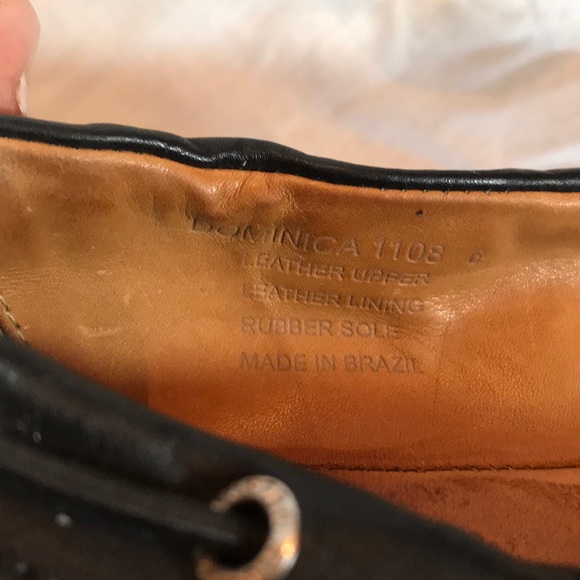 DOMINICA 1108
LEATHER UPPER
LEATHER LINING
RUBBER SOLE
MADE IN BRAZIL